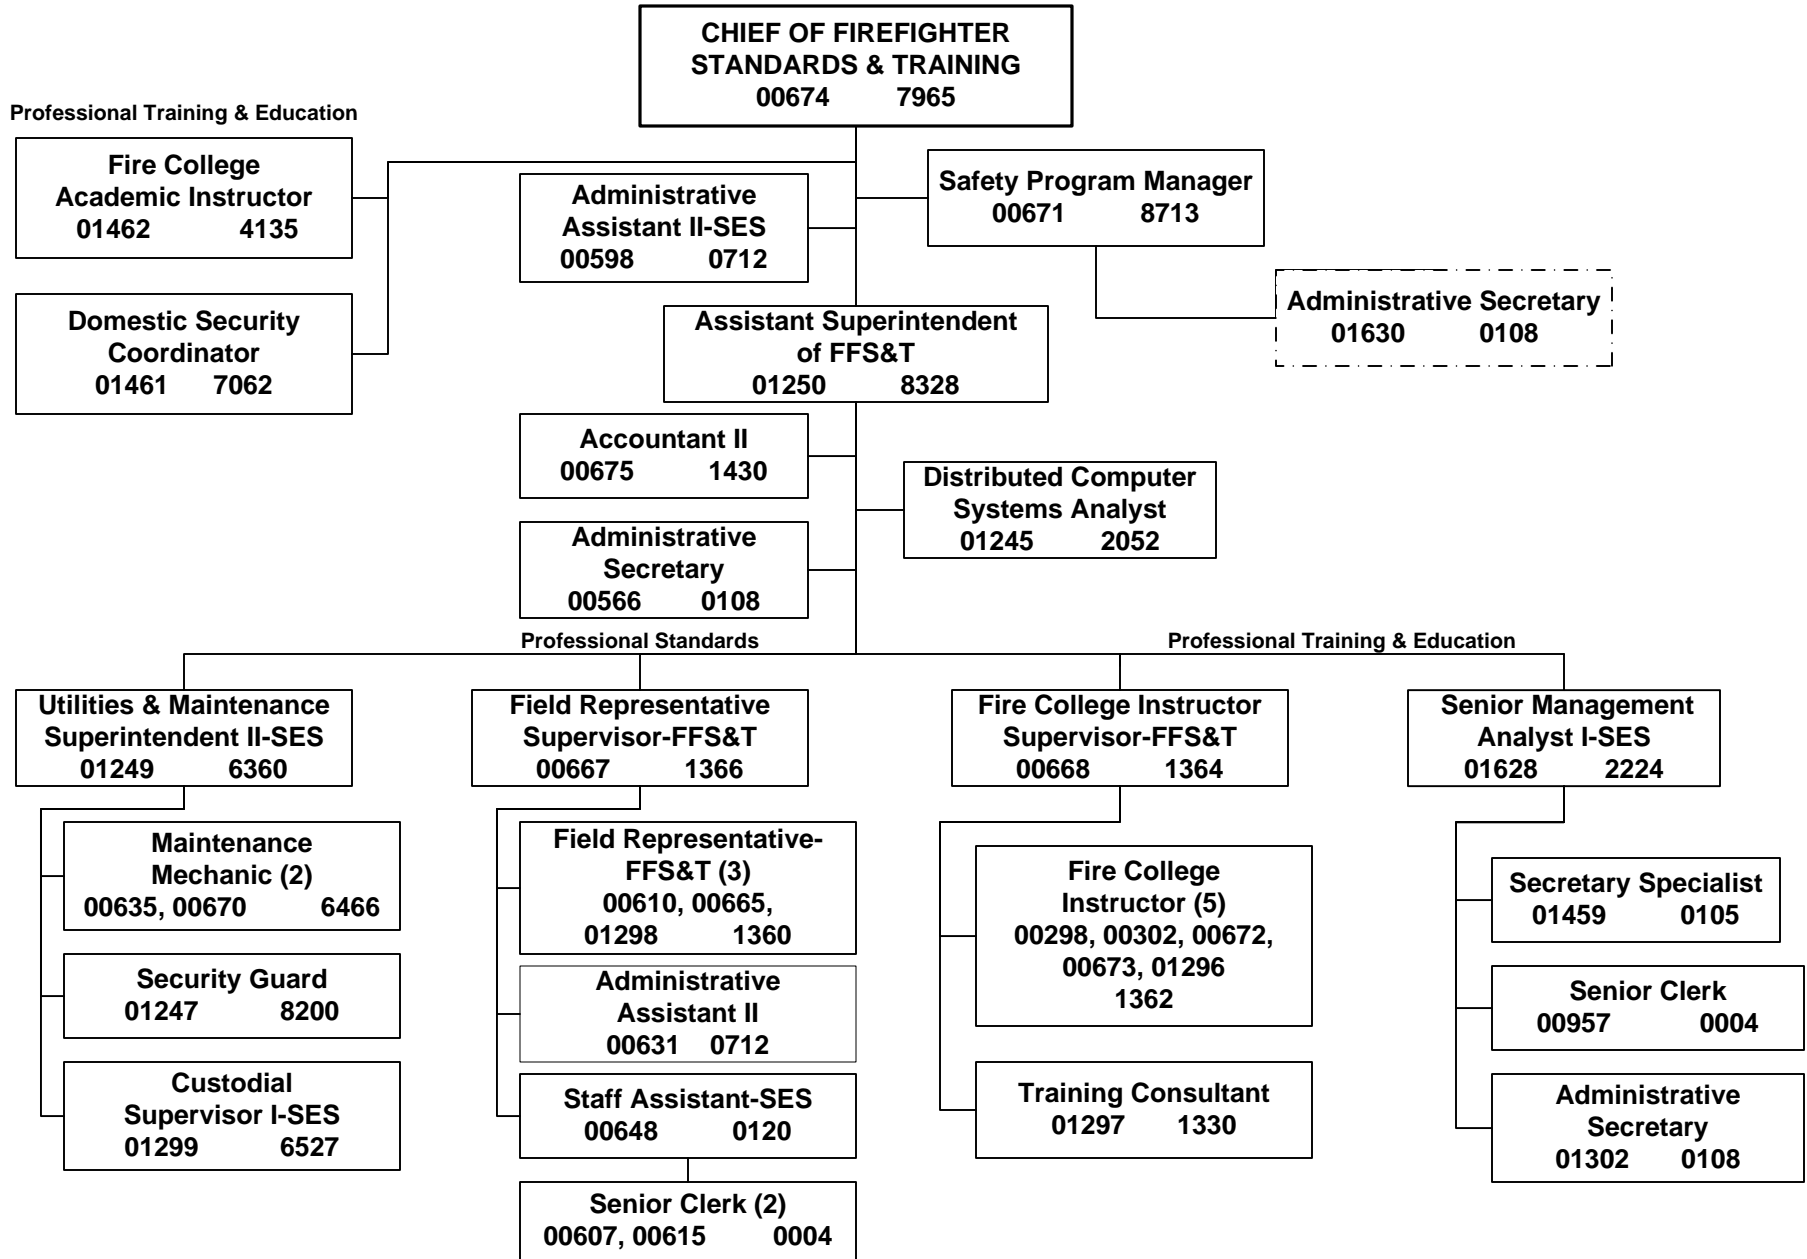 CHIEF OF FIREFIGHTER
STANDARDS & TRAINING
00674 7965
Professional Training & Education
Fire College
Academic Instructor
01462 4135
Domestic Security
Coordinator
01461 7062
Administrative
Assistant II-SES
00598 0712
Safety Program Manager
00671 8713
Administrative Secretary
01630 0108
Assistant Superintendent
of FFS&T
01250 8328
Accountant II
00675 1430
Distributed Computer
Systems Analyst
01245 2052
Administrative
Secretary
00566 0108
Professional Standards
Professional Training & Education
Utilities & Maintenance
Superintendent II-SES
01249 6360
Maintenance
Mechanic (2)
00635, 00670 6466
Security Guard
01247 8200
Custodial
Supervisor I-SES
01299 6527
Field Representative
Supervisor-FFS&T
00667 1366
Field Representative-
FFS&T (3)
00610, 00665,
01298 1360
Administrative
Assistant II
00631 0712
Staff Assistant-SES
00648 0120
Senior Clerk (2)
00607, 00615 0004
Fire College Instructor
Supervisor-FFS&T
00668 1364
Fire College
Instructor (5)
00298, 00302, 00672,
00673, 01296
1362
Training Consultant
01297 1330
Senior Management
Analyst I-SES
01628 2224
Secretary Specialist
01459 0105
Senior Clerk
00957 0004
Administrative
Secretary
01302 0108